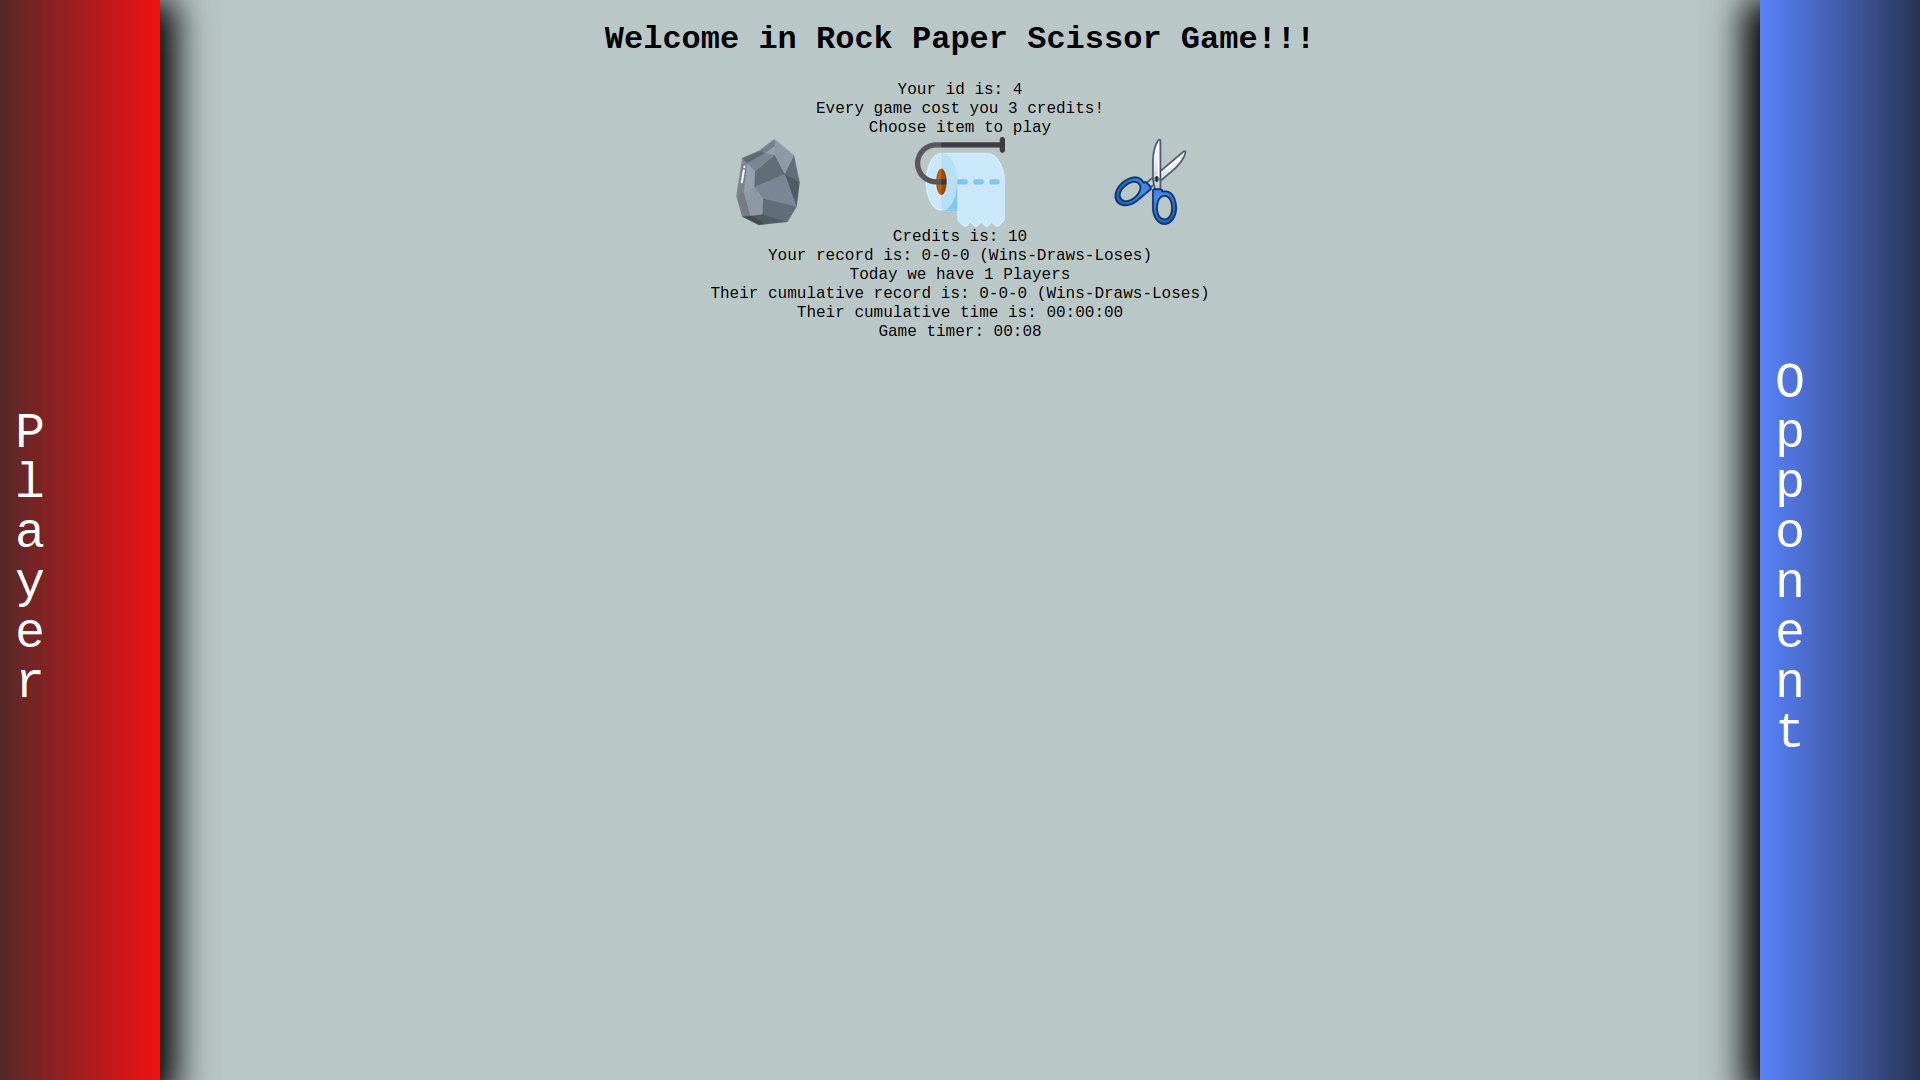 Welcome in Rock Paper Scissor Game!!!
Your id is: 4
Every game cost you 3 credits!
Choose item to play
Credits is: 10
Your record is: 0-0-0 (Wins-Draws-Loses)
Today we have 1 Players
Their cumulative record is: 0-0-0 (Wins-Draws-Loses)
Their cumulative time is: 00:00:00
Game timer: 00:08
Player
Opponent